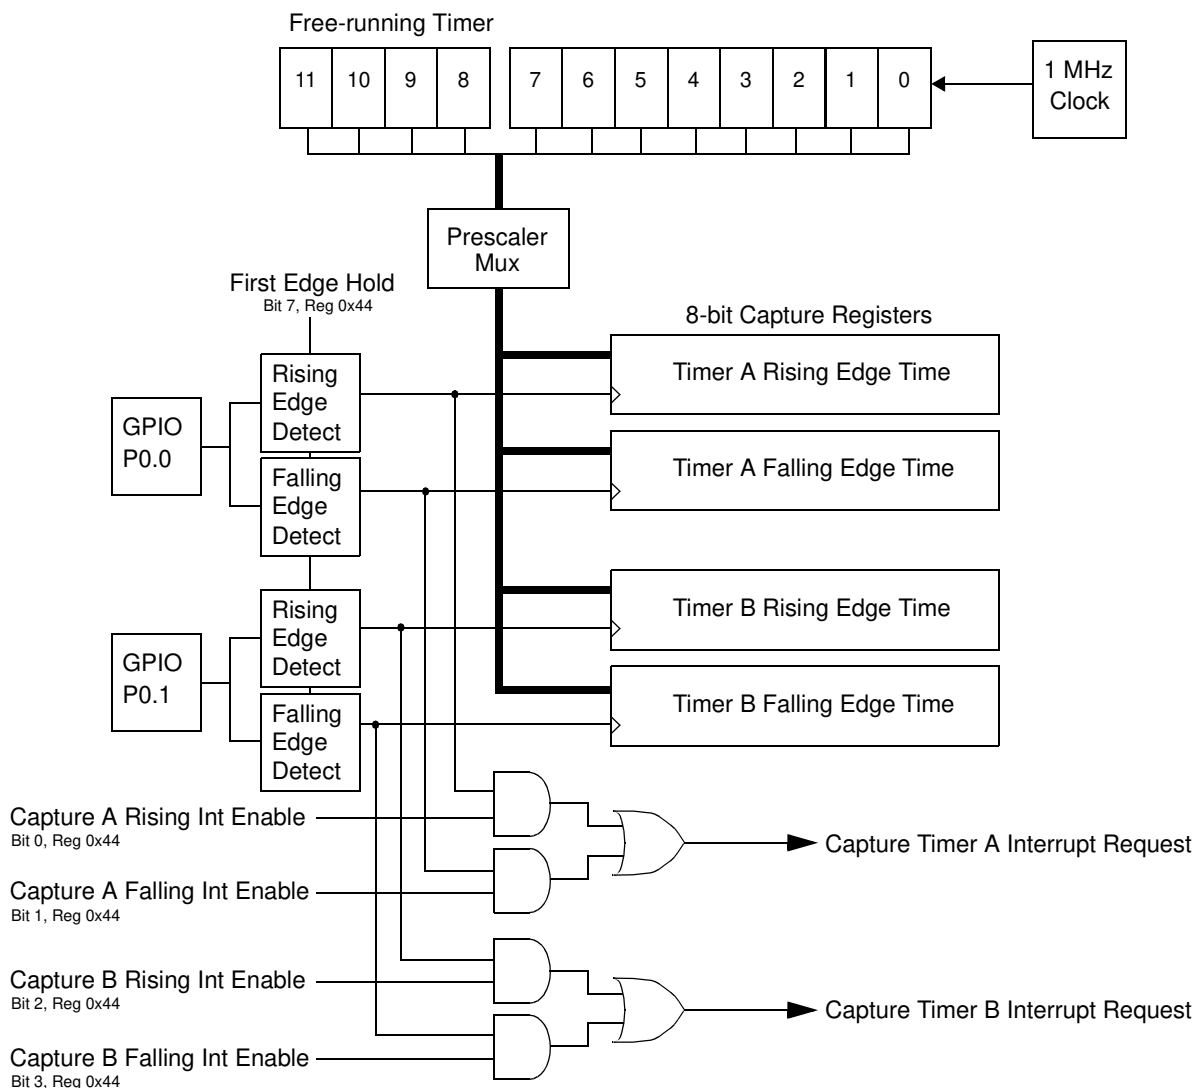 Free-running Timer
11 10 9 8 7 6 5 4 3 2 1 0
1 MHz
Clock
Prescaler
Mux
First Edge Hold
Bit 7, Reg 0x44
8-bit Capture Registers
Rising
Edge
Detect
Timer A Rising Edge Time
GPIO
P0.0
Falling
Edge
Detect
Timer A Falling Edge Time
Rising
Edge
Detect
Timer B Rising Edge Time
GPIO
P0.1
Falling
Edge
Detect
Timer B Falling Edge Time
Capture A Rising Int Enable
Bit 0, Reg 0x44
Capture Timer A Interrupt Request
Capture A Falling Int Enable
Bit 1, Reg 0x44
Capture B Rising Int Enable
Bit 2, Reg 0x44
Capture Timer B Interrupt Request
Capture B Falling Int Enable
Bit 3, Reg 0x44